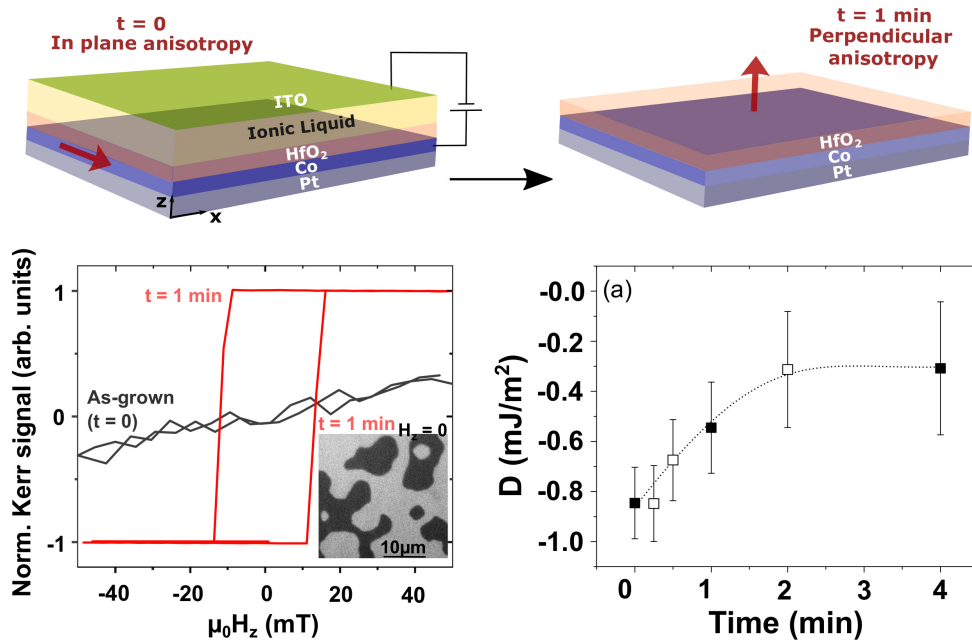 t = 0
In plane anisotropy
ITO
Ionic Liquid
HfO₂
Co
Pt
z
x
t = 1 min
Perpendicular
anisotropy
HfO₂
Co
Pt
Norm. Kerr signal (arb. units)
1
0
-1
t = 1 min
As-grown
(t = 0)
t = 1 min
H_z = 0
10μm
-40
-20
0
20
40
μ₀H_z (mT)
(a)
D (mJ/m²)
-0.0
-0.2
-0.4
-0.6
-0.8
-1.0
0
1
2
3
4
Time (min)